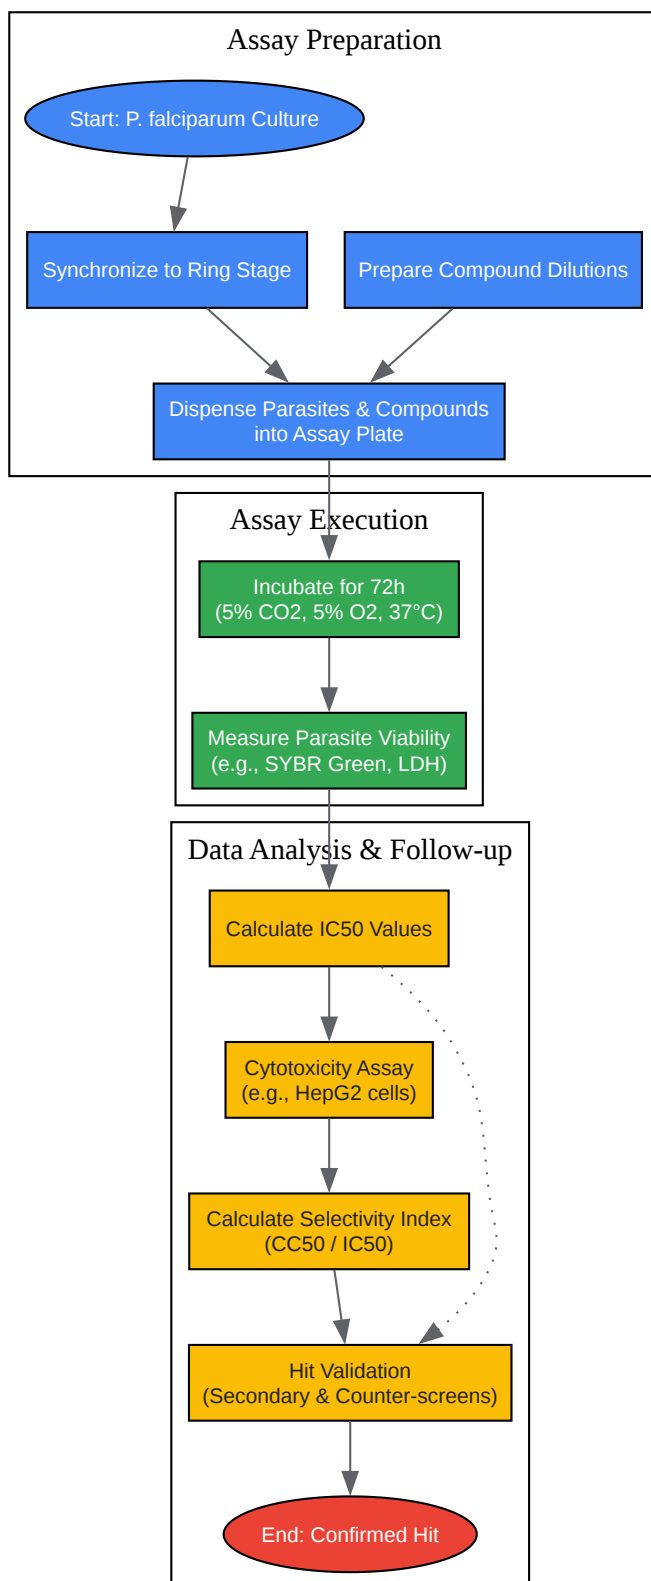 Assay Preparation
Start: P. falciparum Culture
Synchronize to Ring Stage
Prepare Compound Dilutions
Dispense Parasites & Compounds
into Assay Plate
Assay Execution
Incubate for 72h
(5% CO2, 5% O2, 37°C)
Measure Parasite Viability
(e.g., SYBR Green, LDH)
Data Analysis & Follow-up
Calculate IC50 Values
Cytotoxicity Assay
(e.g., HepG2 cells)
Calculate Selectivity Index
(CC50 / IC50)
Hit Validation
(Secondary & Counter-screens)
End: Confirmed Hit